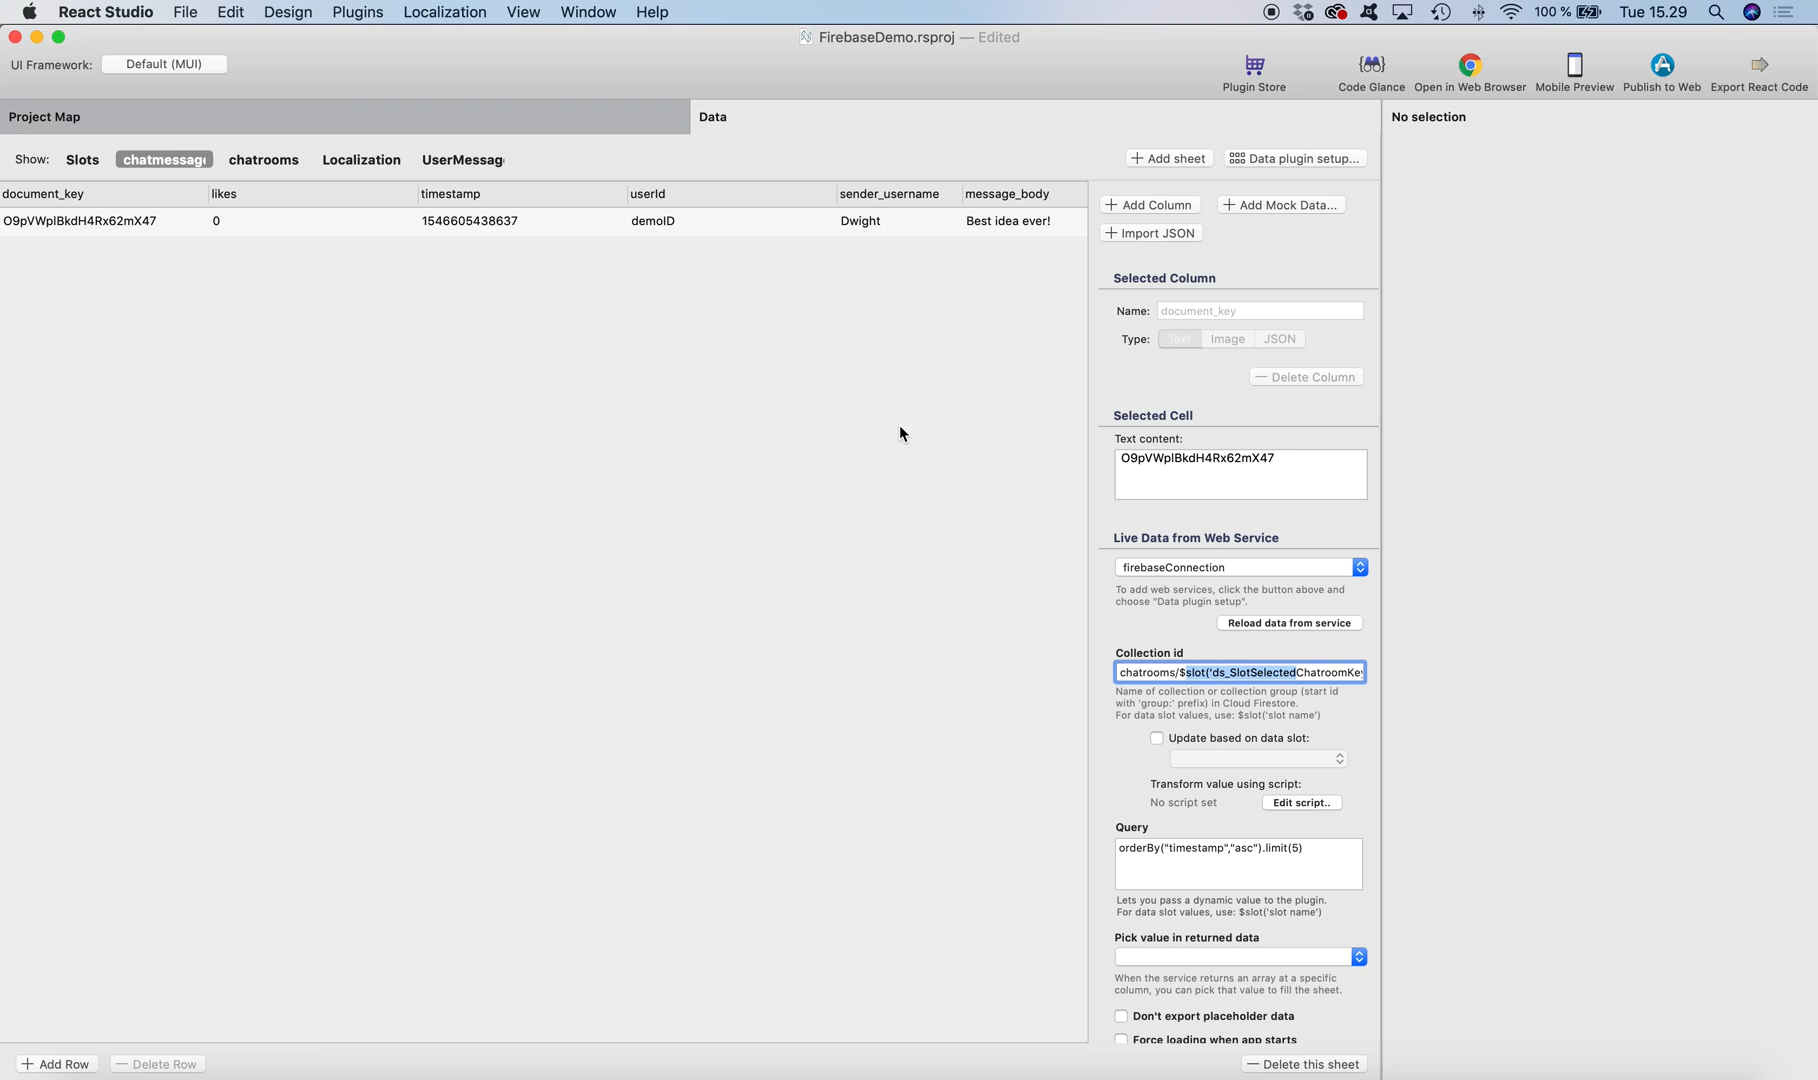 React Studio File Edit Design Plugins Localization View Window Help 100 % Tue 15.29
FirebaseDemo.rsproj — Edited
UI Framework: Default (MUI)
Plugin Store Code Glance Open in Web Browser Mobile Preview Publish to Web Export React Code
Project Map Data No selection
Show: Slots chatmessag chatrooms Localization UserMessag Add sheet Data plugin setup...
document_key likes timestamp userId sender_username message_body
O9pVWplBkdH4Rx62mX47 0 1546605438637 demoID Dwight Best idea ever!
Add Column Add Mock Data...
Import JSON
Selected Column
Name: document_key
Type: Text Image JSON
Delete Column
Selected Cell
Text content:
O9pVWplBkdH4Rx62mX47
Live Data from Web Service
firebaseConnection
To add web services, click the button above and
choose "Data plugin setup".
Reload data from service
Collection id
chatrooms/$slot('ds_SlotSelectedChatroomKey
Name of collection or collection group (start id
with 'group:' prefix) in Cloud Firestore.
For data slot values, use: $slot('slot name')
Update based on data slot:
Transform value using script:
No script set Edit script..
Query
orderBy("timestamp","asc").limit(5)
Lets you pass a dynamic value to the plugin.
For data slot values, use: $slot('slot name')
Pick value in returned data
When the service returns an array at a specific
column, you can pick that value to fill the sheet.
Don't export placeholder data
Force loading when app starts
Add Row Delete Row Delete this sheet